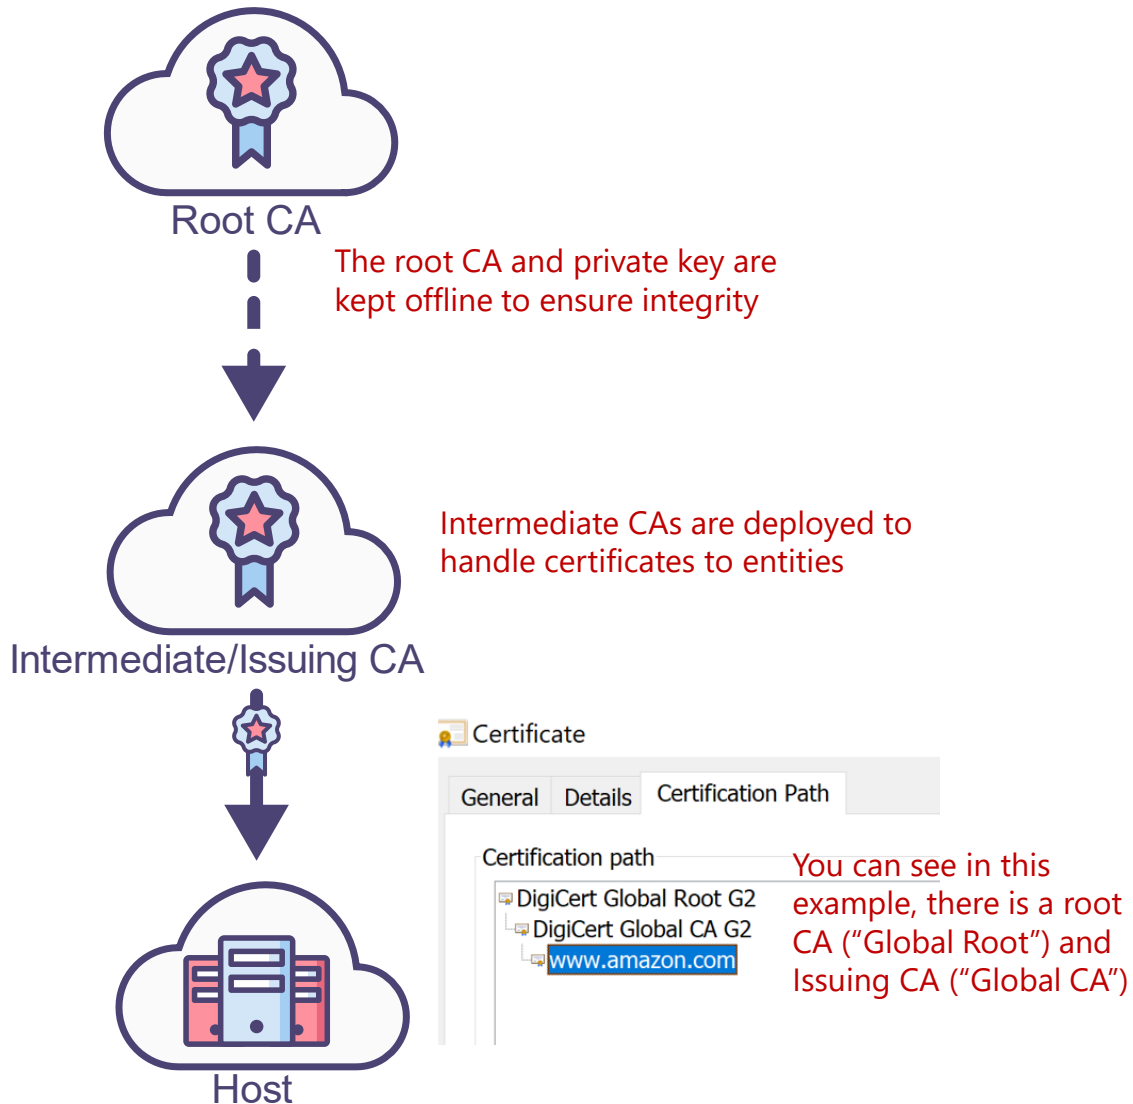 Root CA
The root CA and private key are
kept offline to ensure integrity
Intermediate CAs are deployed to
handle certificates to entities
Intermediate/Issuing CA
Certificate
General Details Certification Path
Certification path
DigiCert Global Root G2
DigiCert Global CA G2
www.amazon.com
You can see in this
example, there is a root
CA (“Global Root”) and
Issuing CA (“Global CA”)
Host